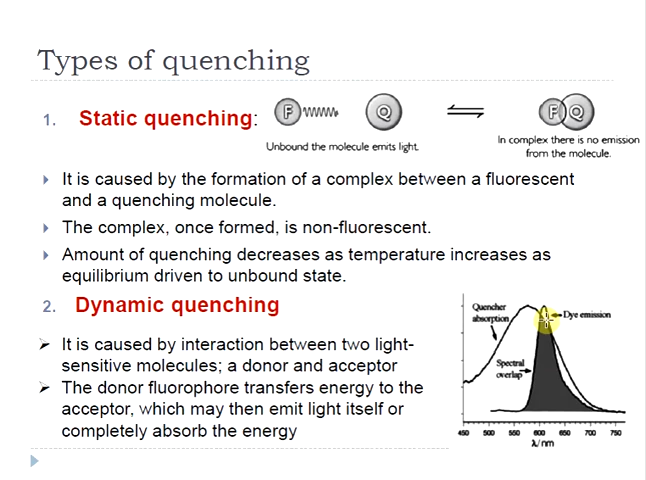 Types of quenching
1. Static quenching:
F Q FQ
Unbound the molecule emits light.
In complex there is no emission
from the molecule.
It is caused by the formation of a complex between a fluorescent
and a quenching molecule.
The complex, once formed, is non-fluorescent.
Amount of quenching decreases as temperature increases as
equilibrium driven to unbound state.
2. Dynamic quenching
It is caused by interaction between two light-
sensitive molecules; a donor and acceptor
The donor fluorophore transfers energy to the
acceptor, which may then emit light itself or
completely absorb the energy
Quencher
absorption
Dye emission
Spectral
overlap
450 500 550 600 650 700 750
λ/nm